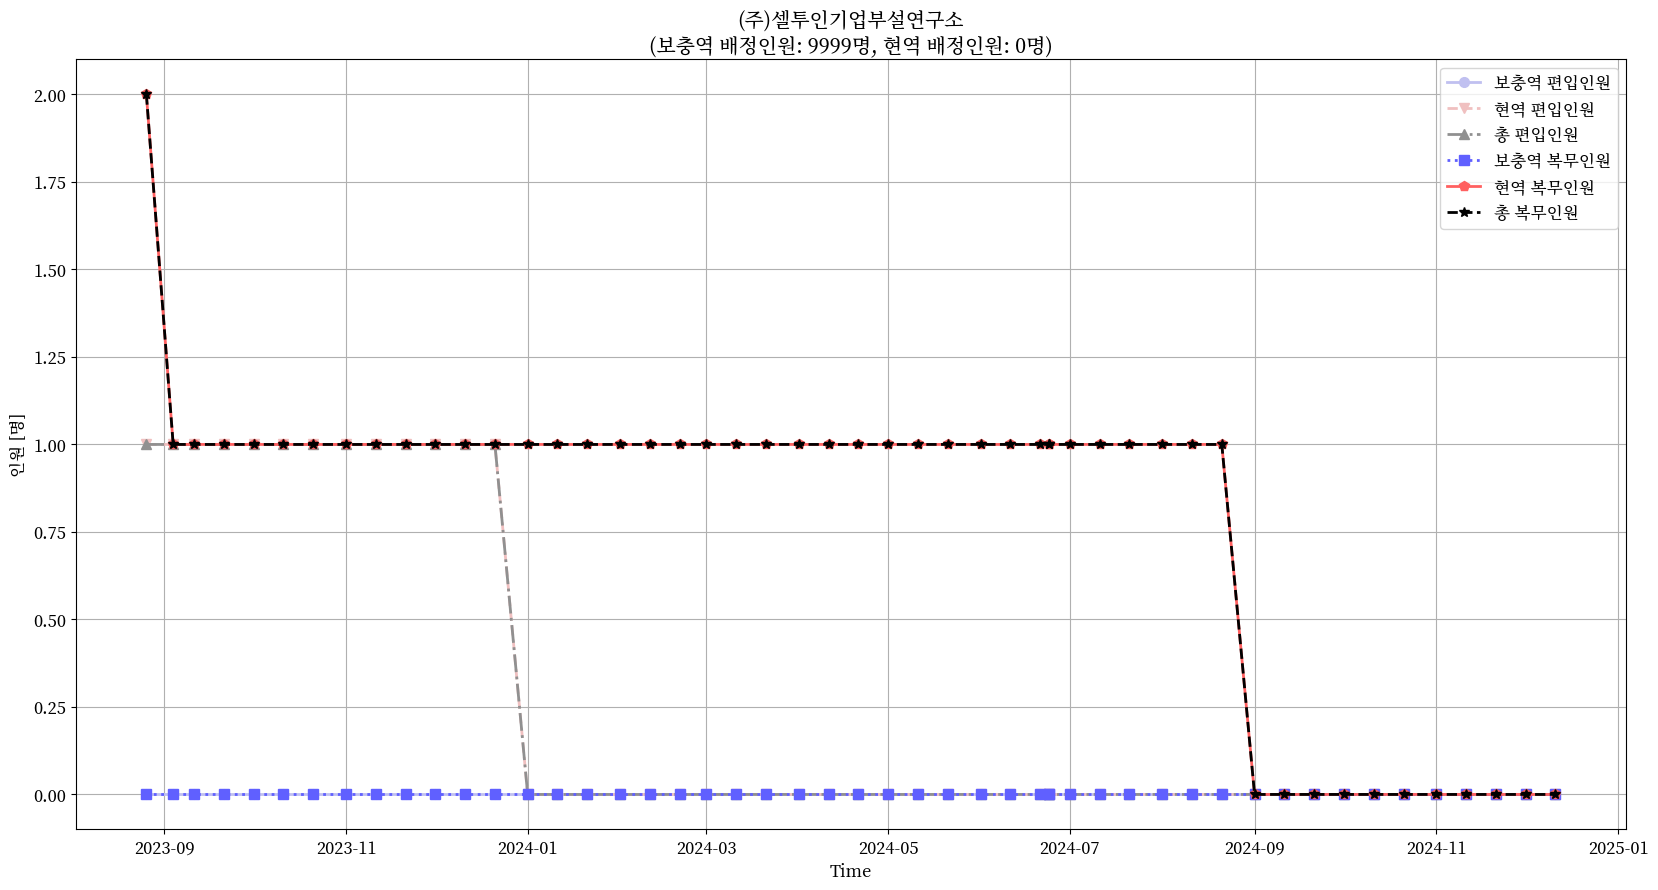 (주)셀투인기업부설연구소
(보충역 배정인원: 9999명, 현역 배정인원: 0명)
보충역 편입인원
현역 편입인원
총 편입인원
보충역 복무인원
현역 복무인원
총 복무인원
인원 [명]
2.00
1.75
1.50
1.25
1.00
0.75
0.50
0.25
0.00
2023-09 2023-11 2024-01 2024-03 2024-05 2024-07 2024-09 2024-11 2025-01
Time